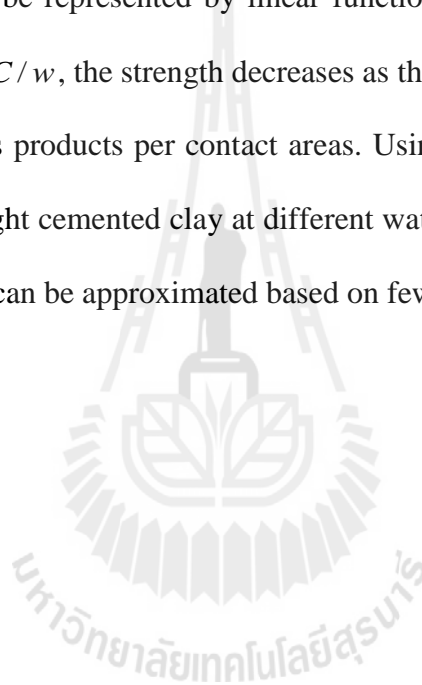 be represented by linear function
C / w, the strength decreases as th
s products per contact areas. Usin
ght cemented clay at different wat
can be approximated based on few
มหาวิทยาลัยเทคโนโลยีสุรนารี